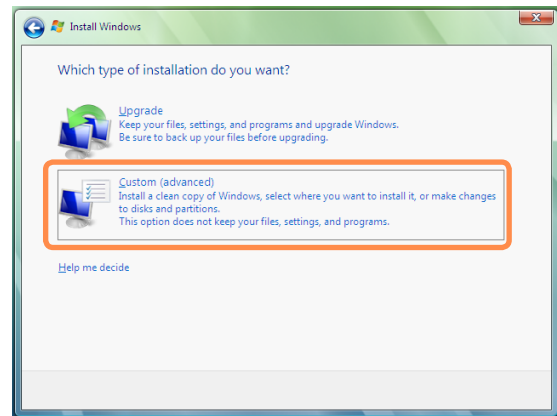 Install Windows
Which type of installation do you want?
Upgrade
Keep your files, settings, and programs and upgrade Windows.
Be sure to back up your files before upgrading.
Custom (advanced)
Install a clean copy of Windows, select where you want to install it, or make changes
to disks and partitions.
This option does not keep your files, settings, and programs.
Help me decide